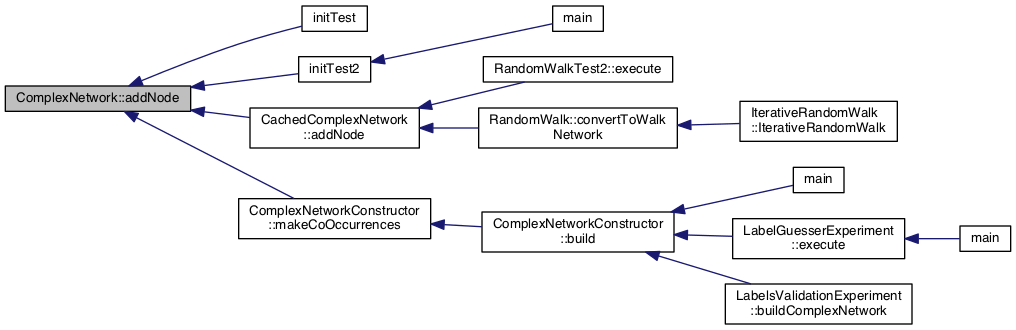 initTest
main
initTest2
RandomWalkTest2::execute
ComplexNetwork::addNode
CachedComplexNetwork
::addNode
RandomWalk::convertToWalk
Network
IterativeRandomWalk
::IterativeRandomWalk
main
ComplexNetworkConstructor
::makeCoOccurrences
ComplexNetworkConstructor
::build
LabelGuesserExperiment
::execute
main
LabelsValidationExperiment
::buildComplexNetwork